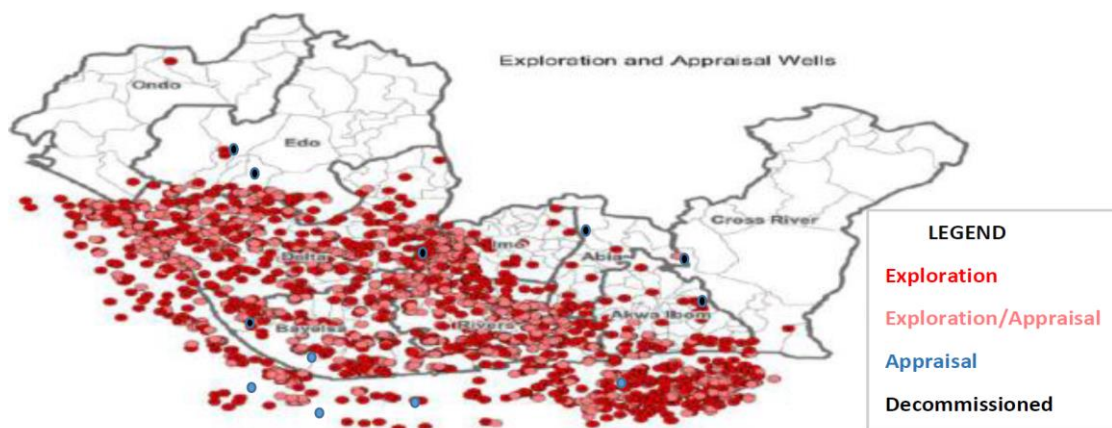 Exploration and Appraisal Wells
Ondo
Edo
Cross River
Imo
Delta
Abia
Bayelsa
Rivers
Akwa Ibom
LEGEND
Exploration
Exploration/Appraisal
Appraisal
Decommissioned